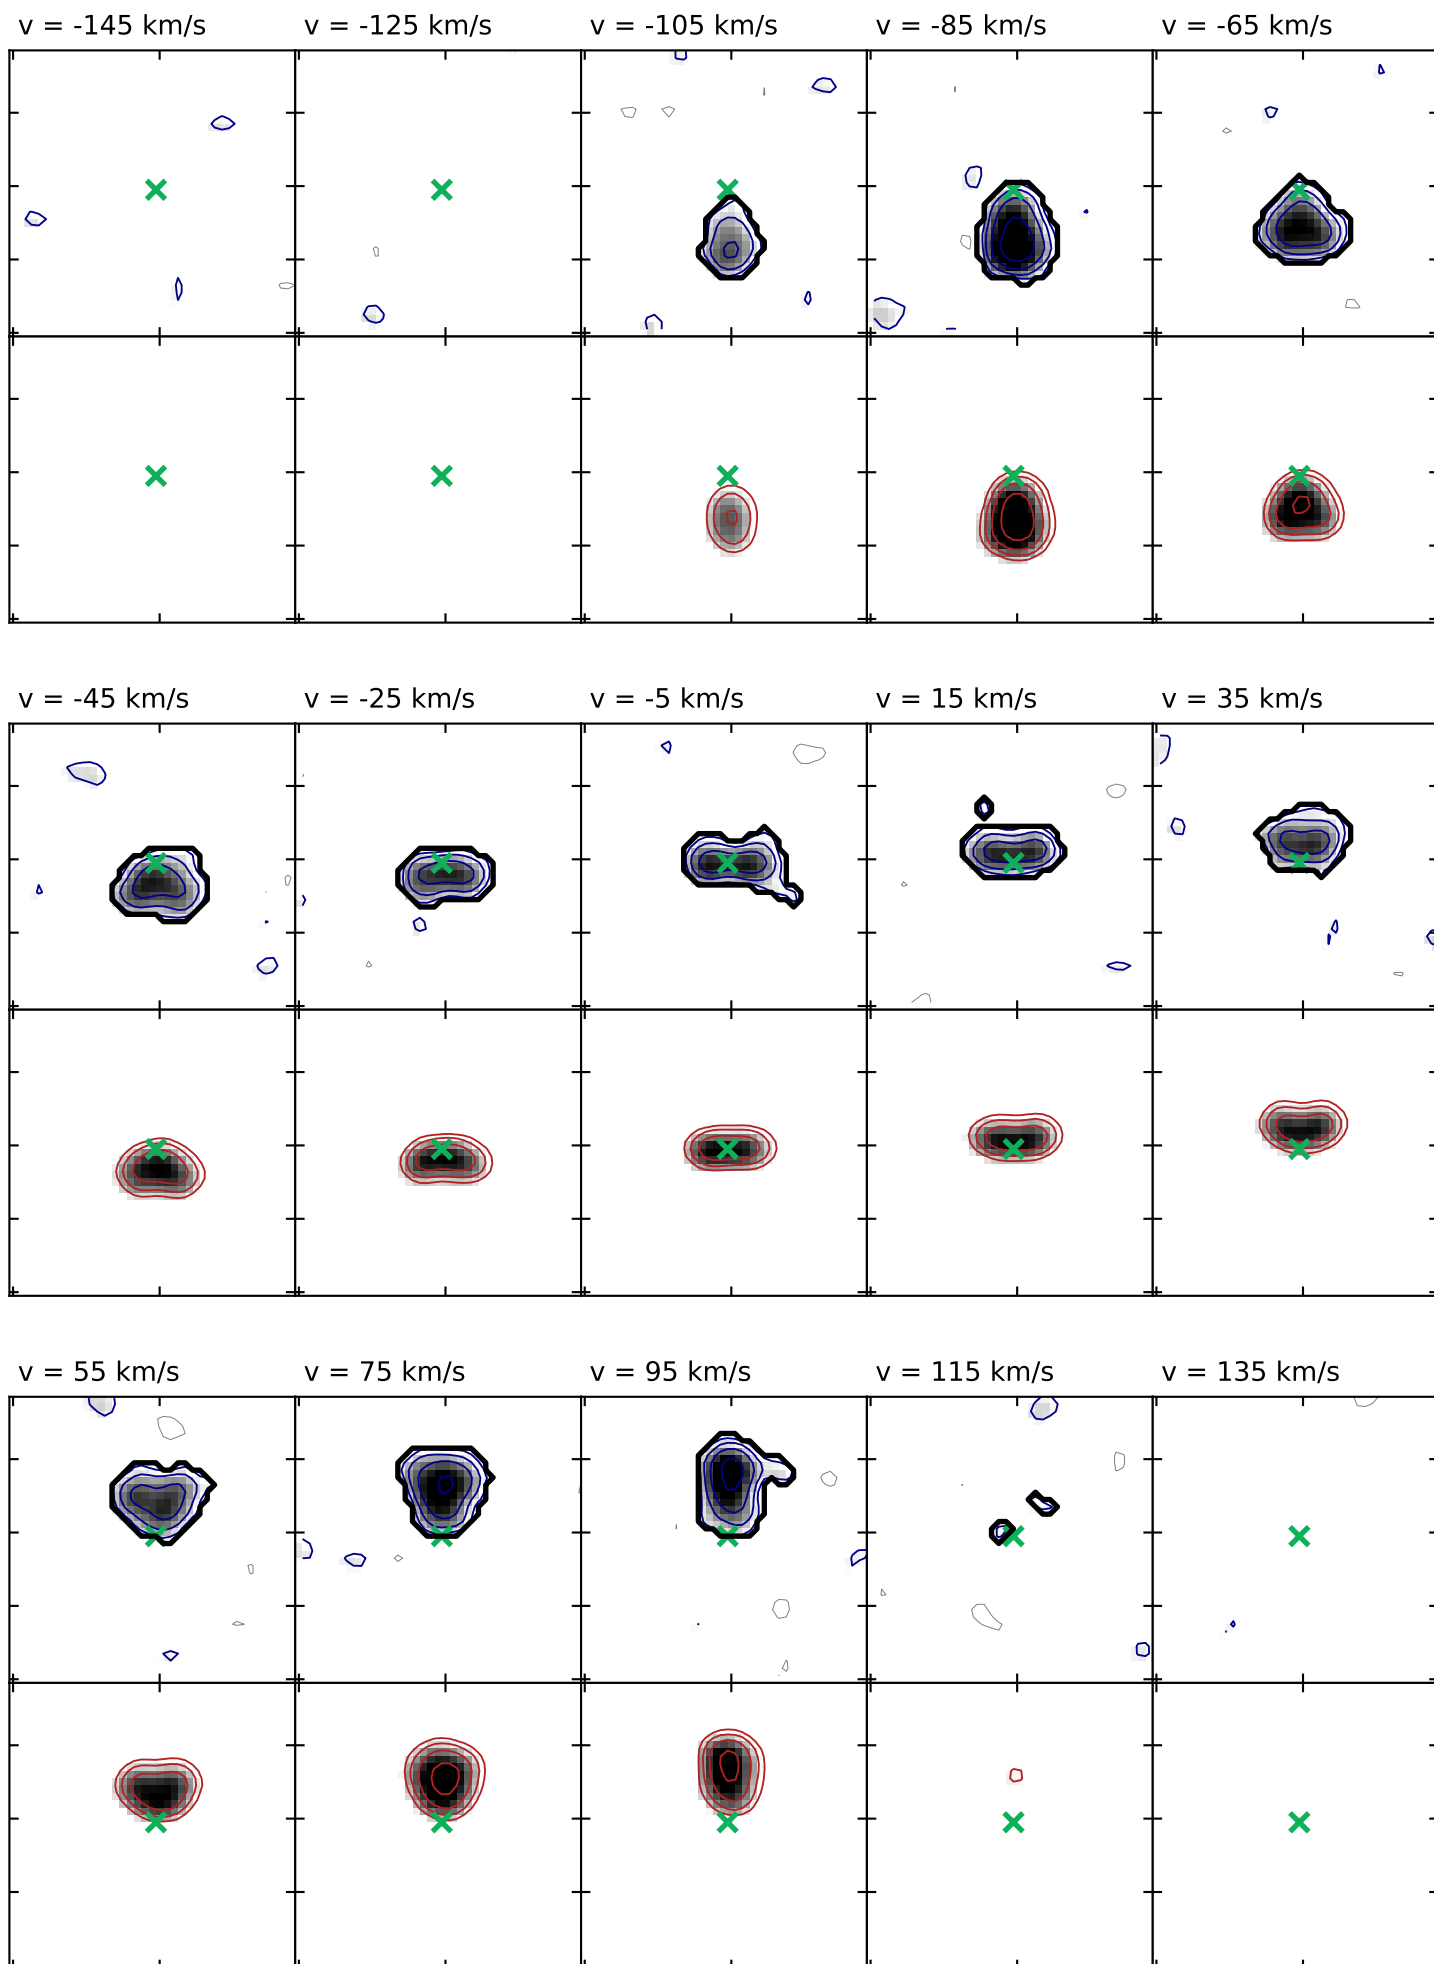 v = -145 km/s
v = -125 km/s
v = -105 km/s
v = -85 km/s
v = -65 km/s
v = -45 km/s
v = -25 km/s
v = -5 km/s
v = 15 km/s
v = 35 km/s
v = 55 km/s
v = 75 km/s
v = 95 km/s
v = 115 km/s
v = 135 km/s